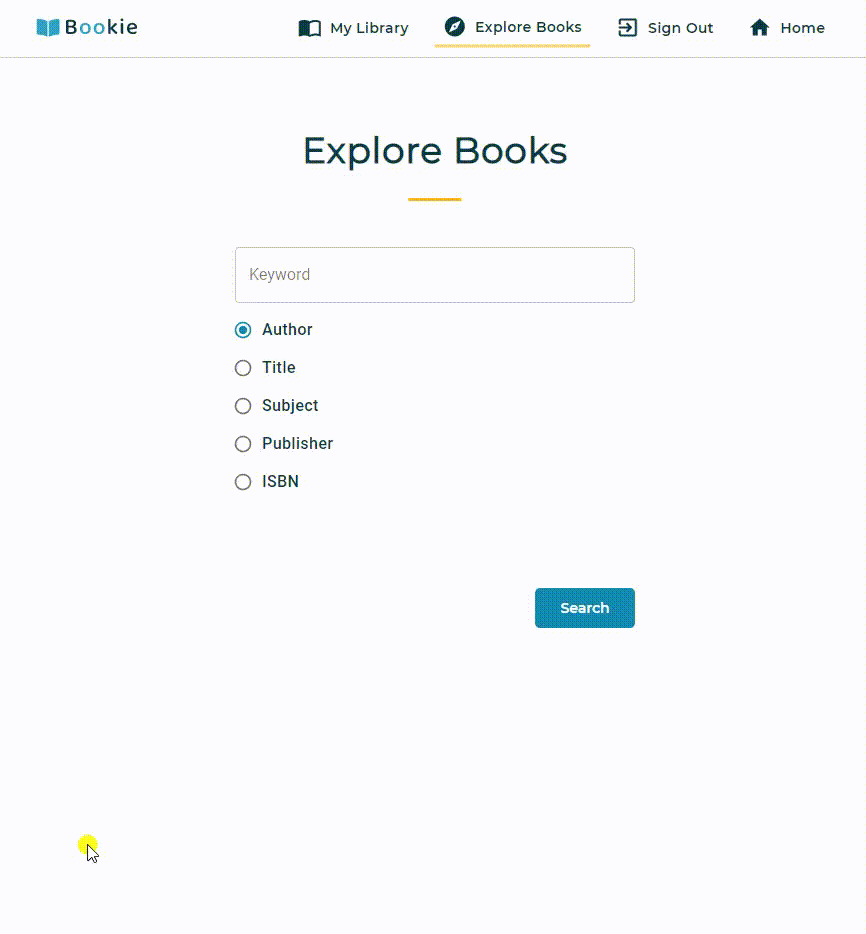 Bookie My Library Explore Books Sign Out Home
Explore Books
Keyword
Author
Title
Subject
Publisher
ISBN
Search